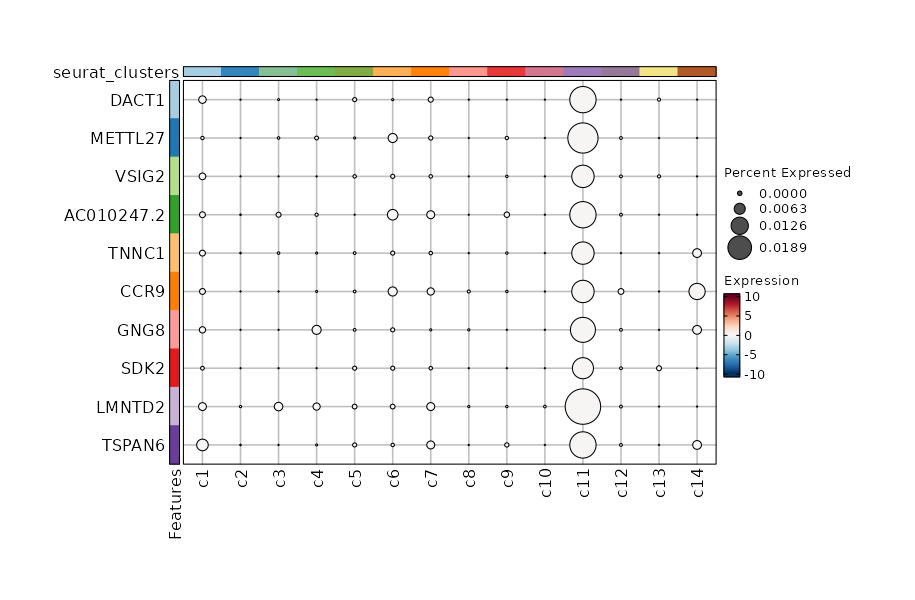 seurat_clusters
DACT1
METTL27
VSIG2
AC010247.2
TNNC1
CCR9
GNG8
SDK2
LMNTD2
TSPAN6
Features
c1
c2
c3
c4
c5
c6
c7
c8
c9
c10
c11
c12
c13
c14
Percent Expressed
0.0000
0.0063
0.0126
0.0189
Expression
10
5
0
-5
-10